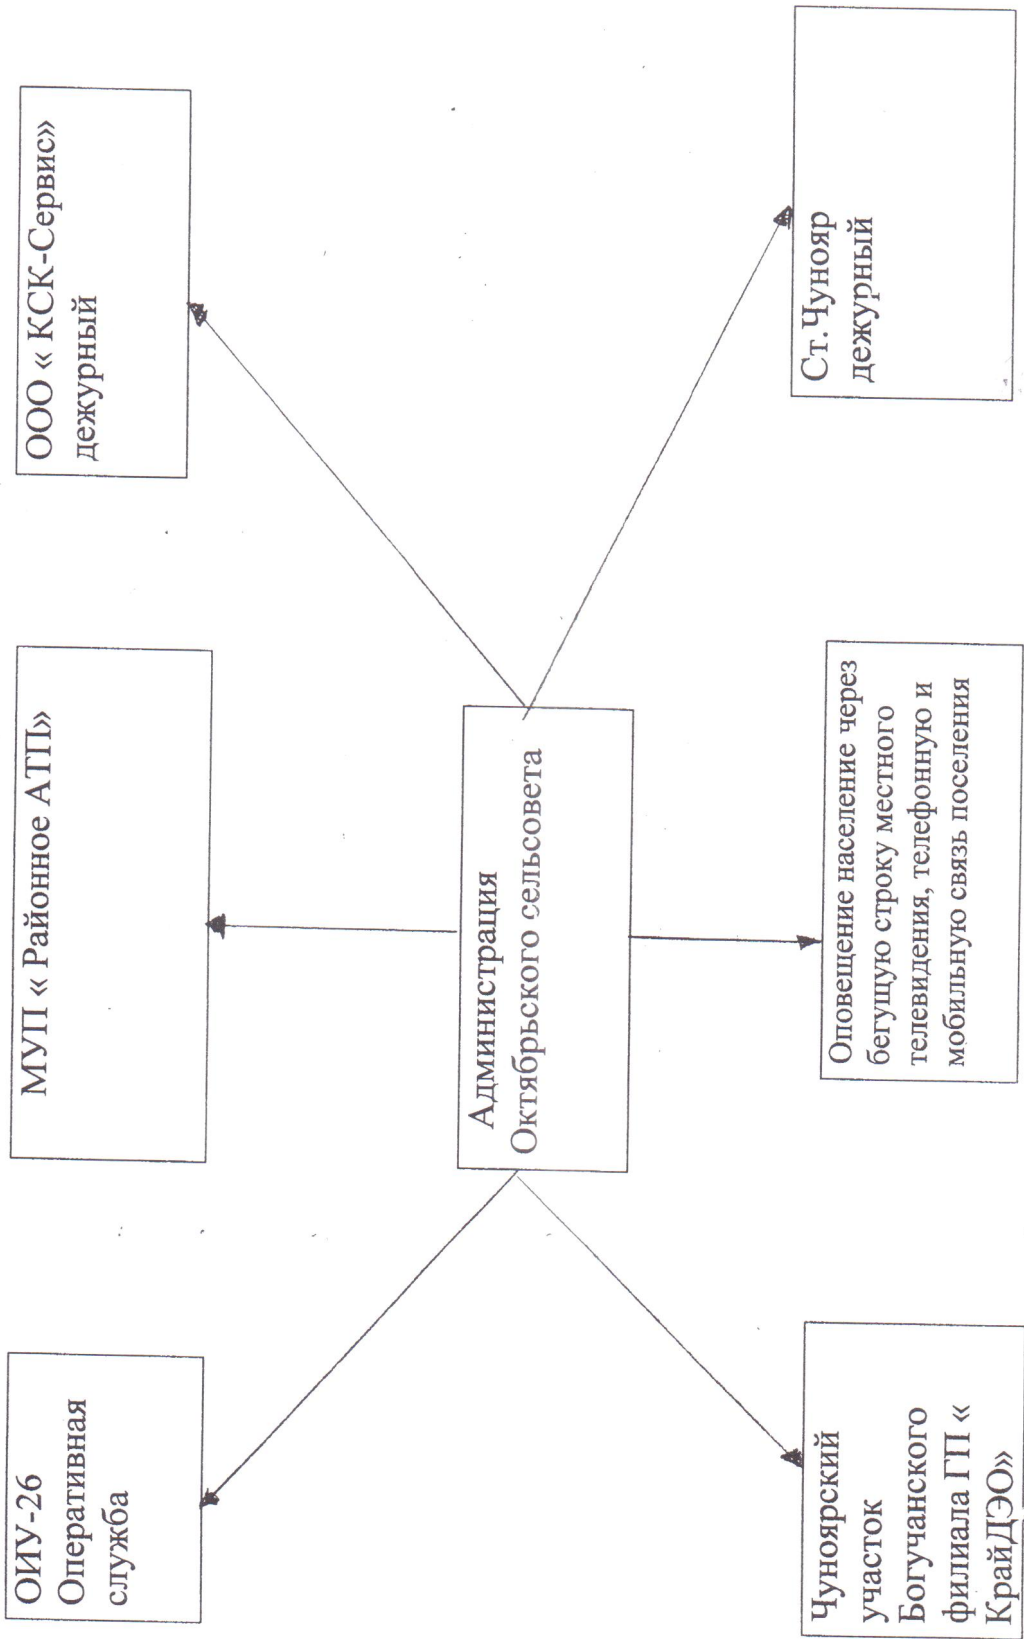 ОИУ-26
Оперативная
служба
МУП « Районное АТП»
ООО « КСК-Сервис»
дежурный
Администрация
Октябрьского сельсовета
Чуноярский
участок
Богучанского
филиала ГП «
КрайДЭО»
Оповещение население через
бегущую строку местного
телевидения, телефонную и
мобильную связь поселения
Ст.Чунояр
дежурный